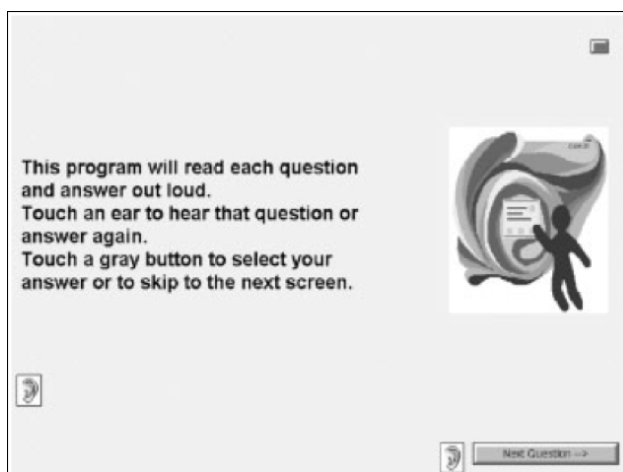 This program will read each question
and answer out loud.
Touch an ear to hear that question or
answer again.
Touch a gray button to select your
answer or to skip to the next screen.
Next Question -->